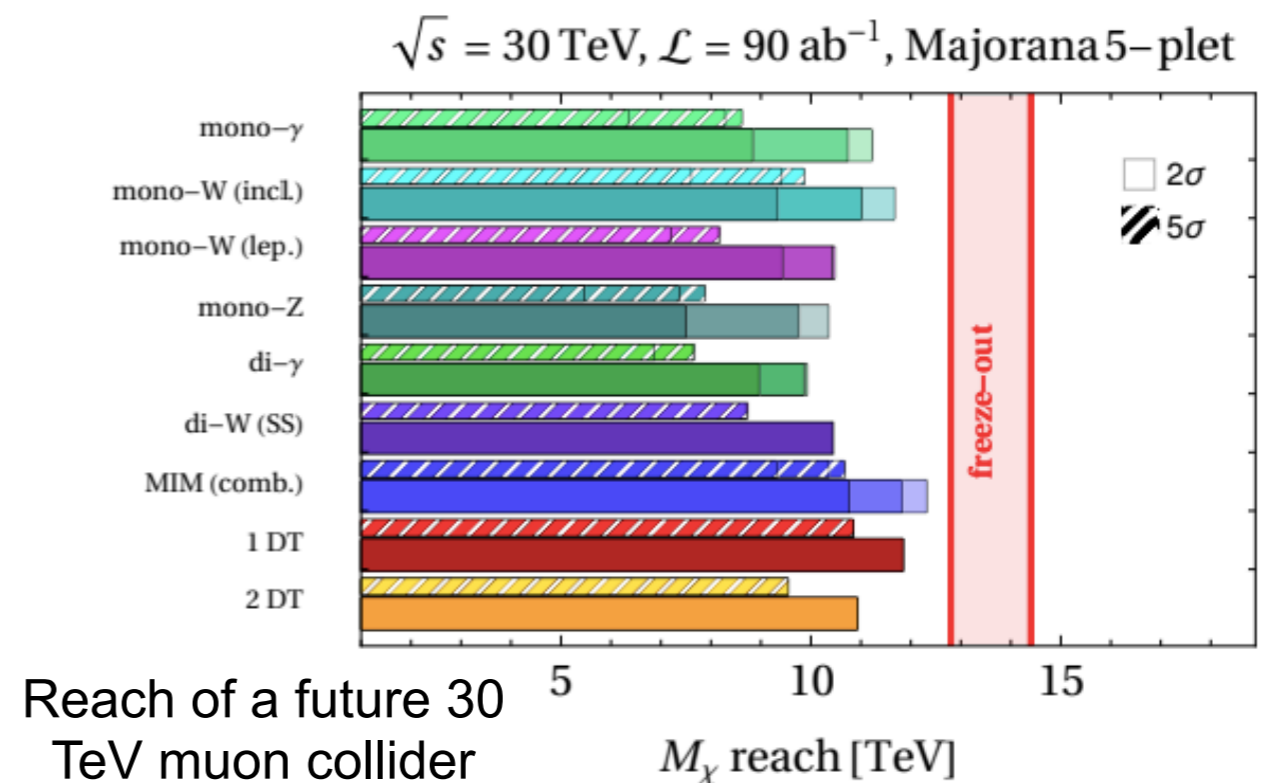 √s = 30 TeV, ℒ = 90 ab⁻¹, Majorana 5–plet
mono–γ
mono–W (incl.)
mono–W (lep.)
mono–Z
di–γ
di–W (SS)
MIM (comb.)
1 DT
2 DT
2σ
5σ
freeze–out
5 10 15
Mχ reach [TeV]
Reach of a future 30
TeV muon collider